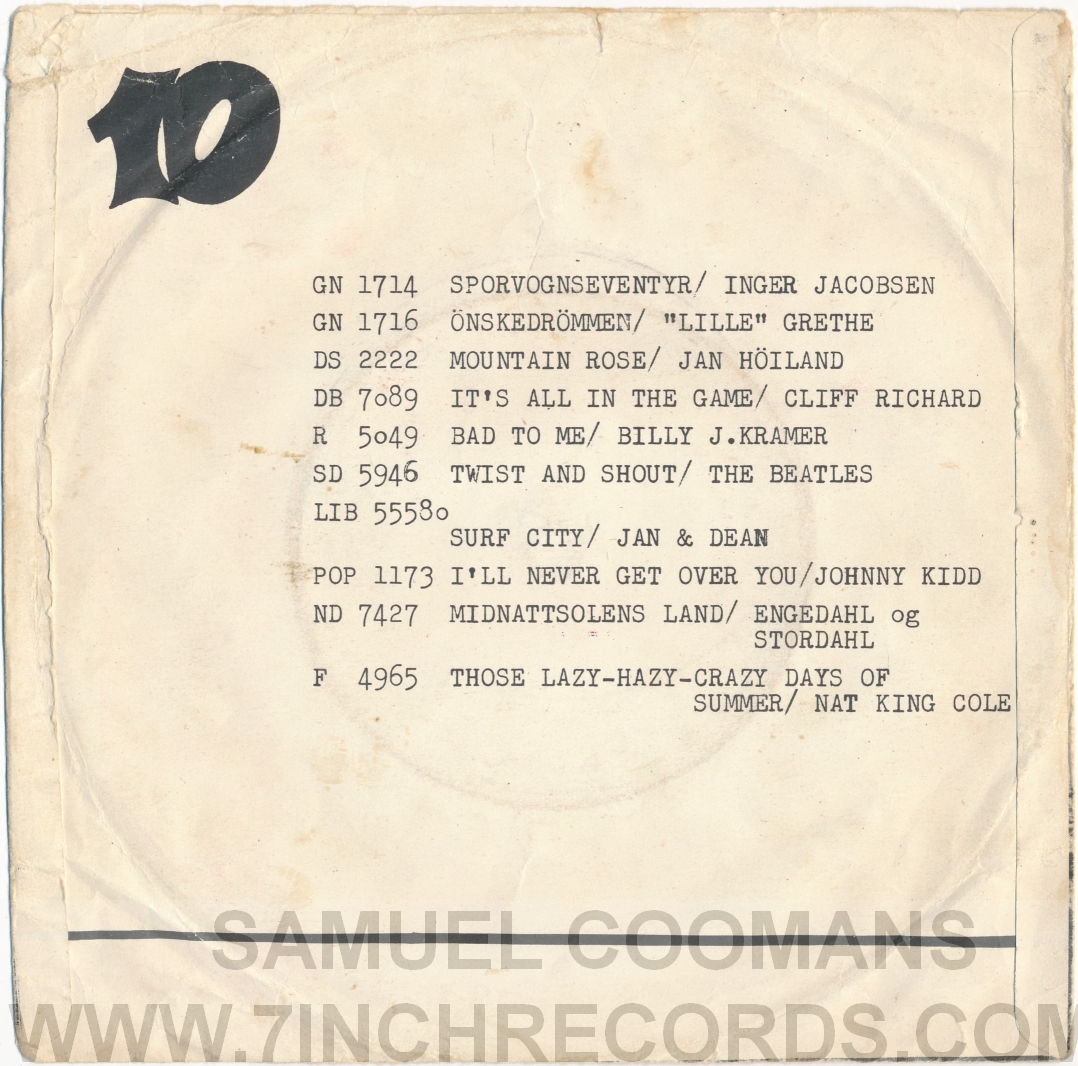 10
GN 1714 SPORVOGNSEVENTYR/ INGER JACOBSEN
GN 1716 ÖNSKEDRÖMMEN/ "LILLE" GRETHE
DS 2222 MOUNTAIN ROSE/ JAN HÖILAND
DB 7o89 IT'S ALL IN THE GAME/ CLIFF RICHARD
R 5o49 BAD TO ME/ BILLY J.KRAMER
SD 5946 TWIST AND SHOUT/ THE BEATLES
LIB 5558o
SURF CITY/ JAN & DEAN
POP 1173 I'LL NEVER GET OVER YOU/JOHNNY KIDD
ND 7427 MIDNATTSOLENS LAND/ ENGEDAHL og
STORDAHL
F 4965 THOSE LAZY-HAZY-CRAZY DAYS OF
SUMMER/ NAT KING COLE
SAMUEL COOMANS
WWW.7INCHRECORDS.COM